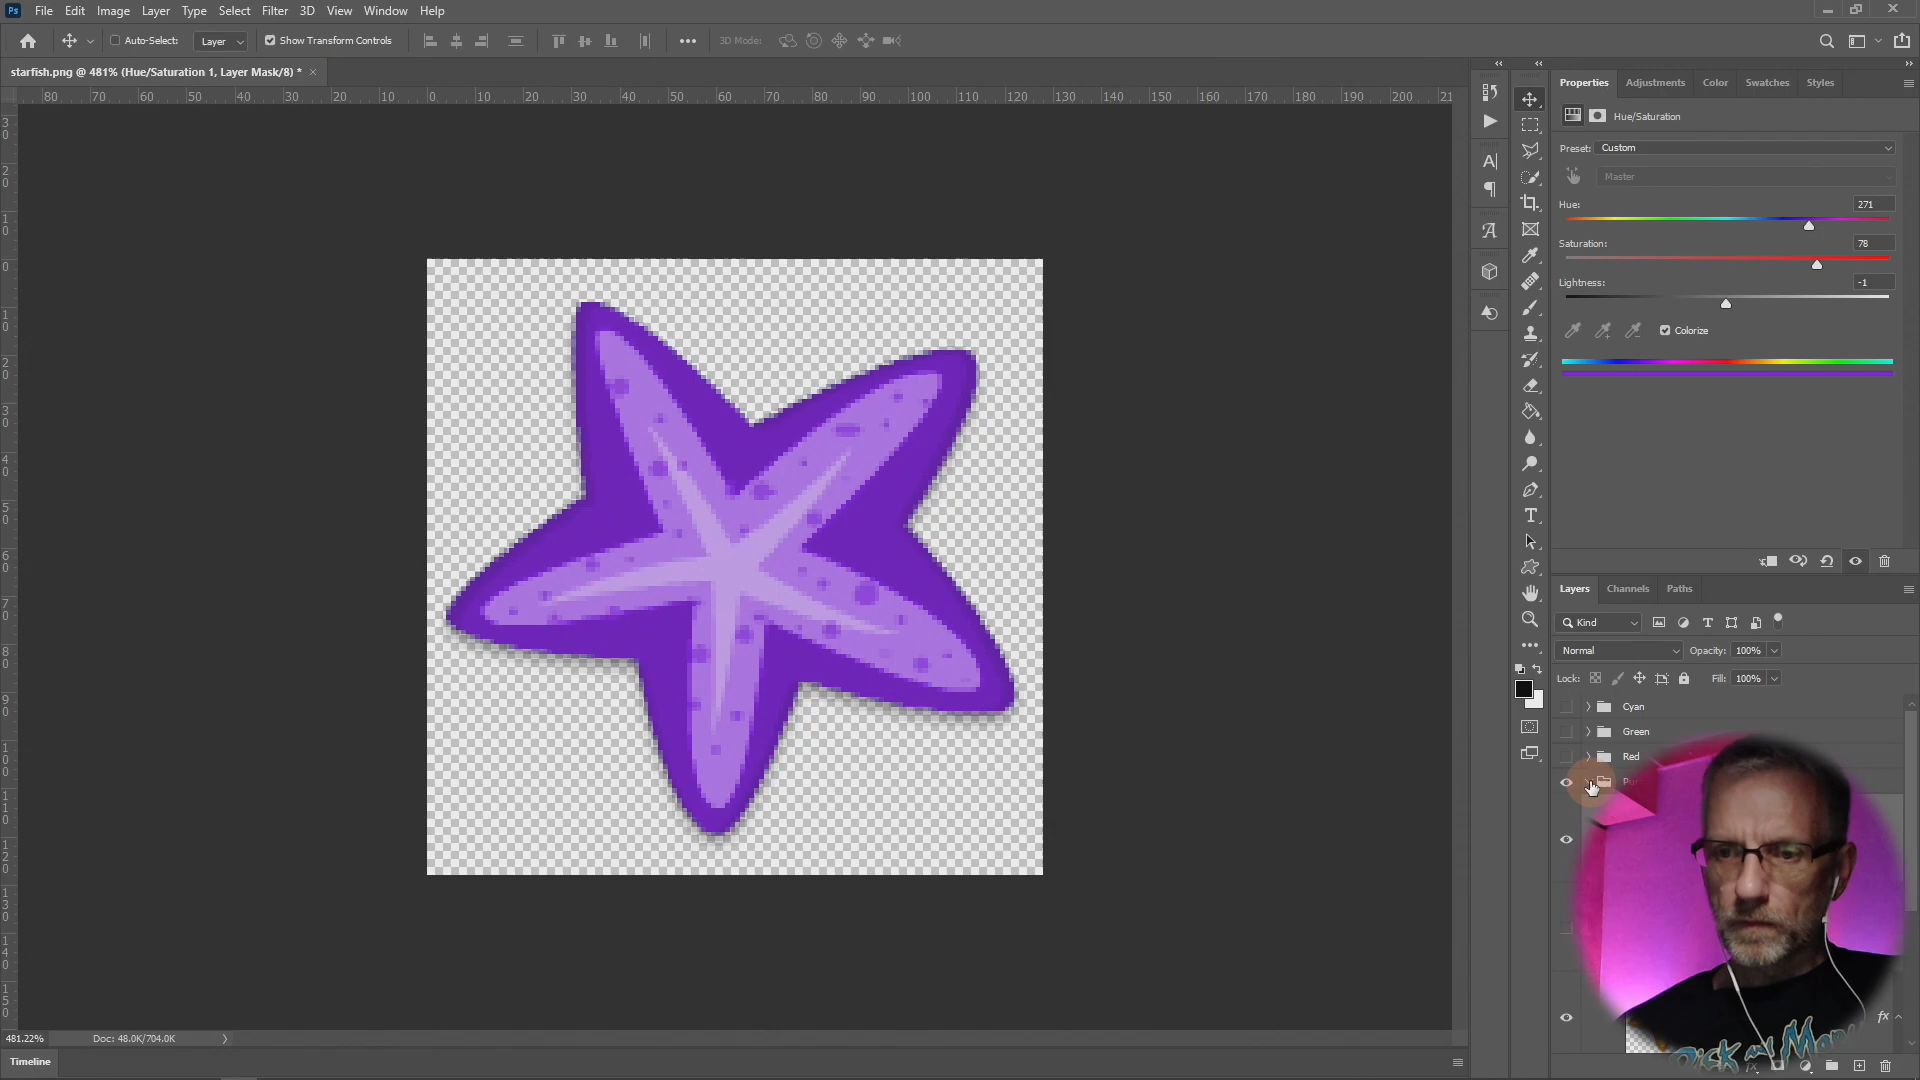 Ps File Edit Image Layer Type Select Filter 3D View Window Help
Auto-Select: Layer Show Transform Controls ••• 3D Mode:
starfish.png @ 481% (Hue/Saturation 1, Layer Mask/8) * ×
80 70 60 50 40 30 20 10 0 10 20 30 40 50 60 70 80 90 100 110 120 130 140 150 160 170 180 190 200 21
Properties Adjustments Color Swatches Styles
Hue/Saturation
Preset: Custom
Master
Hue: 271
Saturation: 78
Lightness: -1
Colorize
Layers Channels Paths
Kind
Normal Opacity: 100%
Lock: Fill: 100%
Cyan
Green
Red
fx
481.22% Doc: 48.0K/704.0K
Timeline